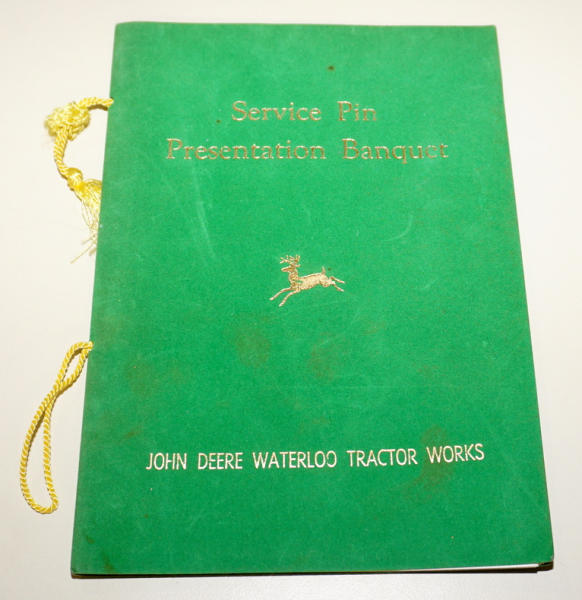 Service Pin
Presentation Banquet
JOHN DEERE WATERLOO TRACTOR WORKS